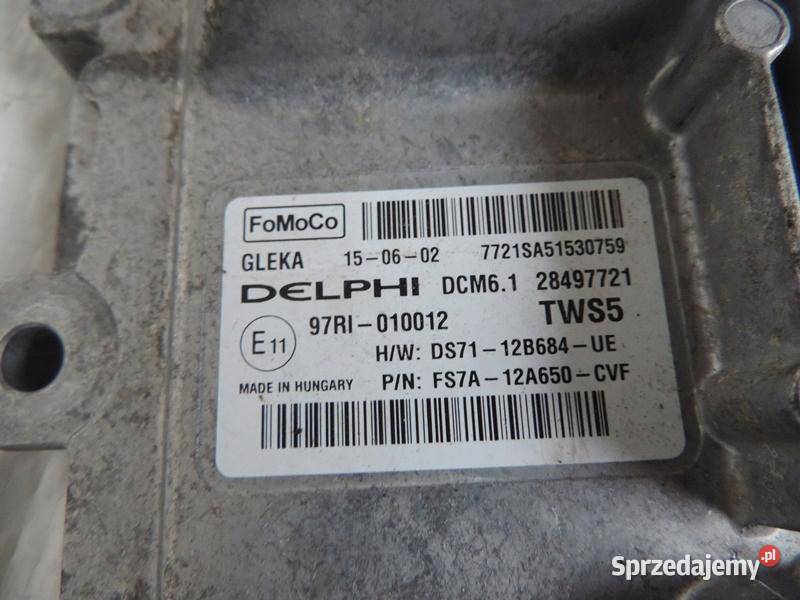 FoMoCo
GLEKA 15-06-02 7721SA51530759
DELPHI DCM6.1 28497721
E11 97RI-010012 TWS5
H/W: DS71-12B684-UE
MADE IN HUNGARY P/N: FS7A-12A650-CVF
Sprzedajemy.pl